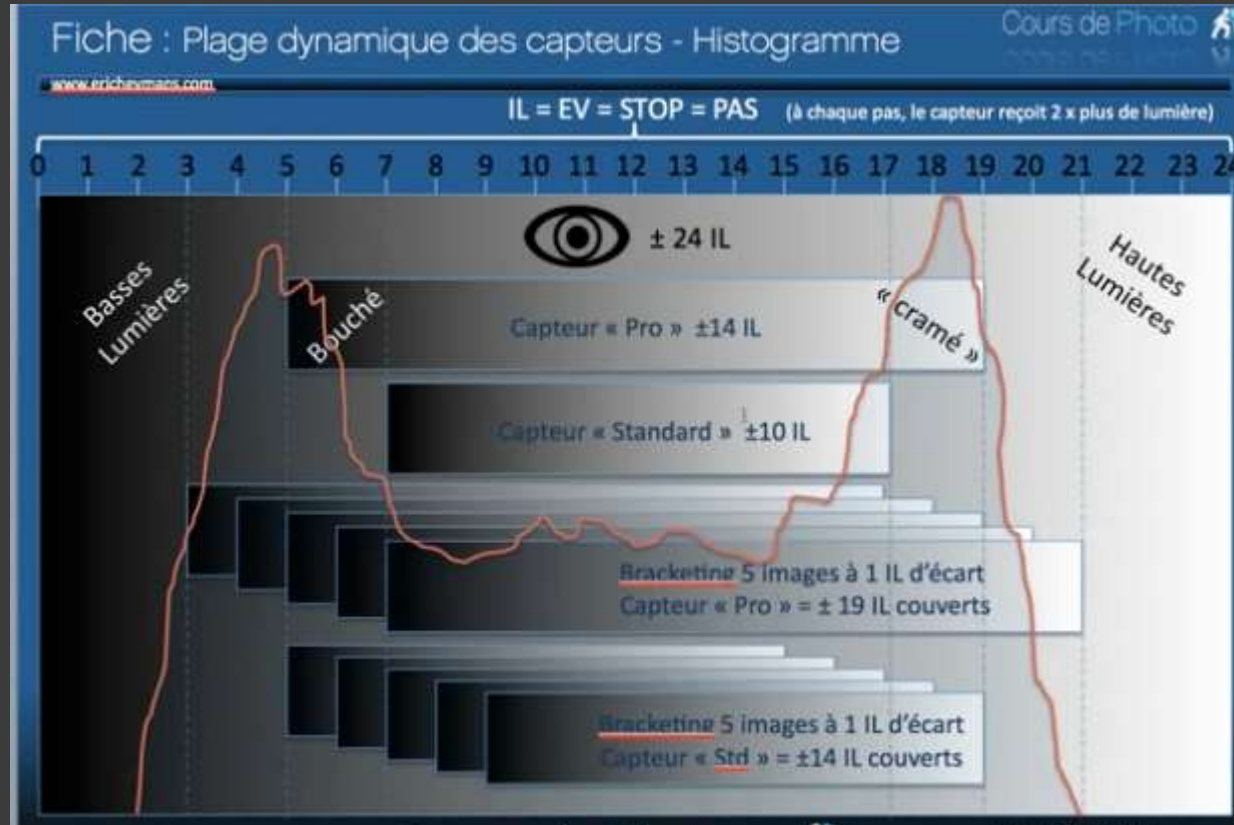 Fiche : Plage dynamique des capteurs - Histogramme
Cours de Photo
www.ericheymans.com
IL = EV = STOP = PAS (à chaque pas, le capteur reçoit 2 x plus de lumière)
0 1 2 3 4 5 6 7 8 9 10 11 12 13 14 15 16 17 18 19 20 21 22 23 24
± 24 IL
Basses
Lumières
Bouché
Capteur « Pro » ±14 IL
« cramé »
Hautes
Lumières
Capteur « Standard » ±10 IL
Bracketing 5 images à 1 IL d'écart
Capteur « Pro » = ± 19 IL couverts
Bracketing 5 images à 1 IL d'écart
Capteur « Std » = ±14 IL couverts